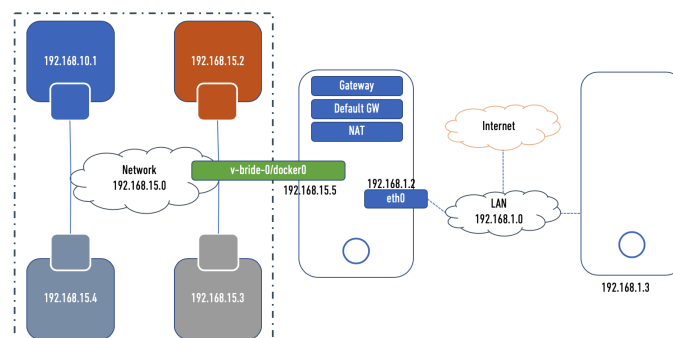 192.168.10.1
192.168.15.2
Gateway
Default GW
NAT
Internet
Network
192.168.15.0
v-bride-0/docker0
192.168.15.5
192.168.1.2
eth0
LAN
192.168.1.0
192.168.15.4
192.168.15.3
192.168.1.3